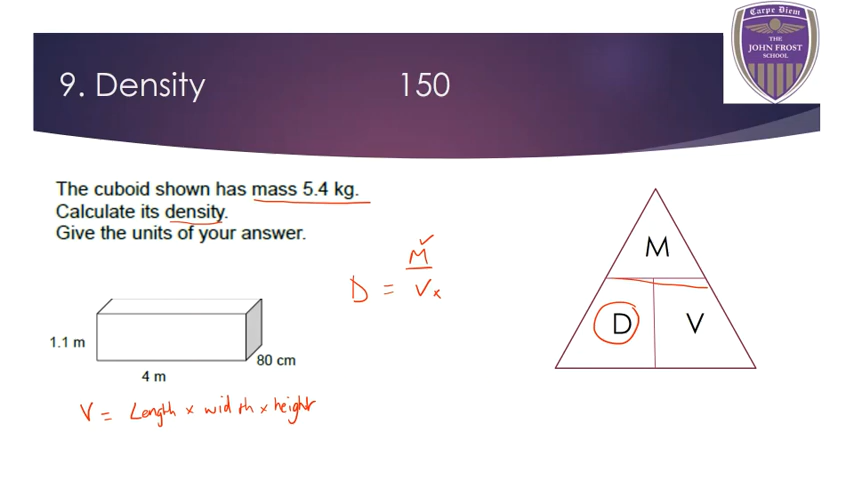 Carpe Diem
THE
JOHN FROST
SCHOOL
9. Density 150
The cuboid shown has mass 5.4 kg.
Calculate its density.
Give the units of your answer.
M
D = V x
M
D V
1.1 m
80 cm
4 m
V = Length x width x height